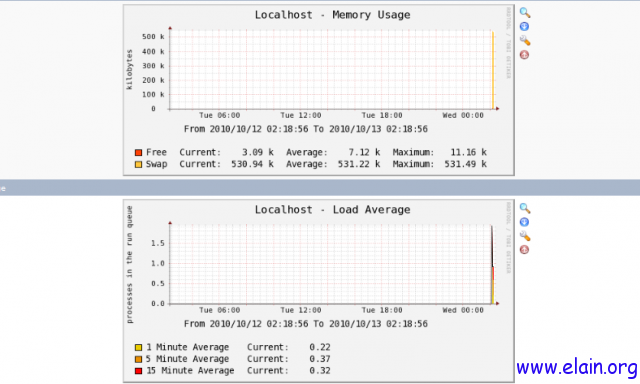 Localhost - Memory Usage
kilobytes
500 k
400 k
300 k
200 k
100 k
0
Tue 06:00 Tue 12:00 Tue 18:00 Wed 00:00
From 2010/10/12 02:18:56 To 2010/10/13 02:18:56
Free Current: 3.09 k Average: 7.12 k Maximum: 11.16 k
Swap Current: 530.94 k Average: 531.22 k Maximum: 531.49 k
Localhost - Load Average
processes in the run queue
1.5
1.0
0.5
0.0
Tue 06:00 Tue 12:00 Tue 18:00 Wed 00:00
From 2010/10/12 02:18:56 To 2010/10/13 02:18:56
1 Minute Average Current: 0.22
5 Minute Average Current: 0.37
15 Minute Average Current: 0.32
www.elain.org